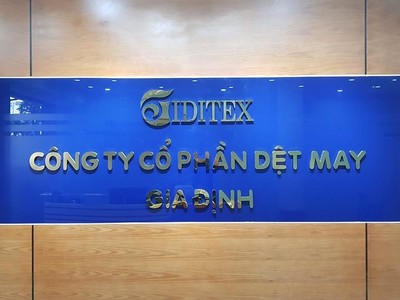 GIDITEX
CÔNG TY CỔ PHẦN DỆT MAY
GIA ĐỊNH